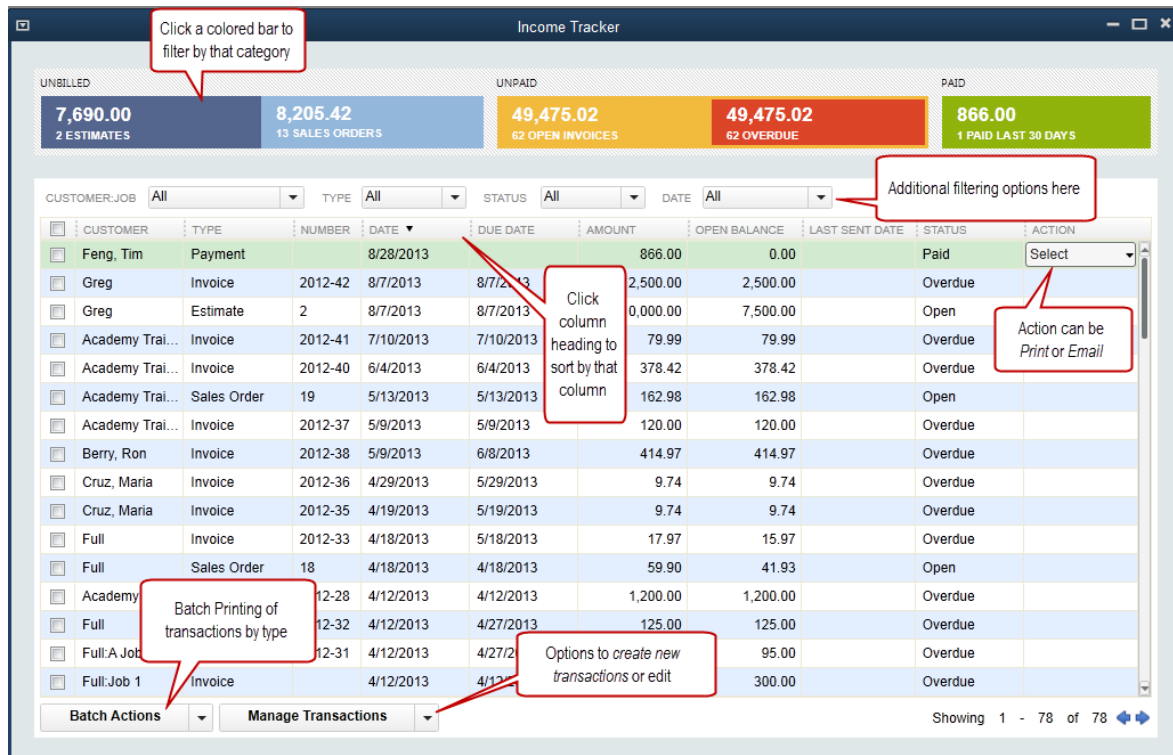 Income Tracker
Click a colored bar to
filter by that category
UNBILLED
UNPAID
PAID
7,690.00
2 ESTIMATES
8,205.42
13 SALES ORDERS
49,475.02
62 OPEN INVOICES
49,475.02
62 OVERDUE
866.00
1 PAID LAST 30 DAYS
Additional filtering options here
CUSTOMER:JOB All TYPE All STATUS All DATE All
CUSTOMER TYPE NUMBER DATE ▼ DUE DATE AMOUNT OPEN BALANCE LAST SENT DATE STATUS ACTION
Feng, Tim Payment 8/28/2013 866.00 0.00 Paid Select
Greg Invoice 2012-42 8/7/2013 2,500.00 2,500.00 Overdue
Greg Estimate 2 8/7/2013 8/7/2013 0,000.00 7,500.00 Open
Academy Trai... Invoice 2012-41 7/10/2013 7/10/2013 79.99 79.99 Overdue
Academy Trai... Invoice 2012-40 6/4/2013 6/4/2013 378.42 378.42 Overdue
Academy Trai... Sales Order 19 5/13/2013 5/13/2013 162.98 162.98 Open
Academy Trai... Invoice 2012-37 5/9/2013 5/9/2013 120.00 120.00 Overdue
Berry, Ron Invoice 2012-38 5/9/2013 6/8/2013 414.97 414.97 Overdue
Cruz, Maria Invoice 2012-36 4/29/2013 5/29/2013 9.74 9.74 Overdue
Cruz, Maria Invoice 2012-35 4/19/2013 5/19/2013 9.74 9.74 Overdue
Full Invoice 2012-33 4/18/2013 5/18/2013 17.97 15.97 Overdue
Full Sales Order 18 4/18/2013 4/18/2013 59.90 41.93 Open
Academy 12-28 4/12/2013 4/12/2013 1,200.00 1,200.00 Overdue
Full 12-32 4/12/2013 4/27/2013 125.00 125.00 Overdue
Full:A Job 12-31 4/12/2013 4/27/20 95.00 Overdue
Full:Job 1 Invoice 4/12/2013 300.00 Overdue
Click
column
heading to
sort by that
column
Action can be
Print or Email
Batch Printing of
transactions by type
Options to create new
transactions or edit
Batch Actions Manage Transactions Showing 1 - 78 of 78